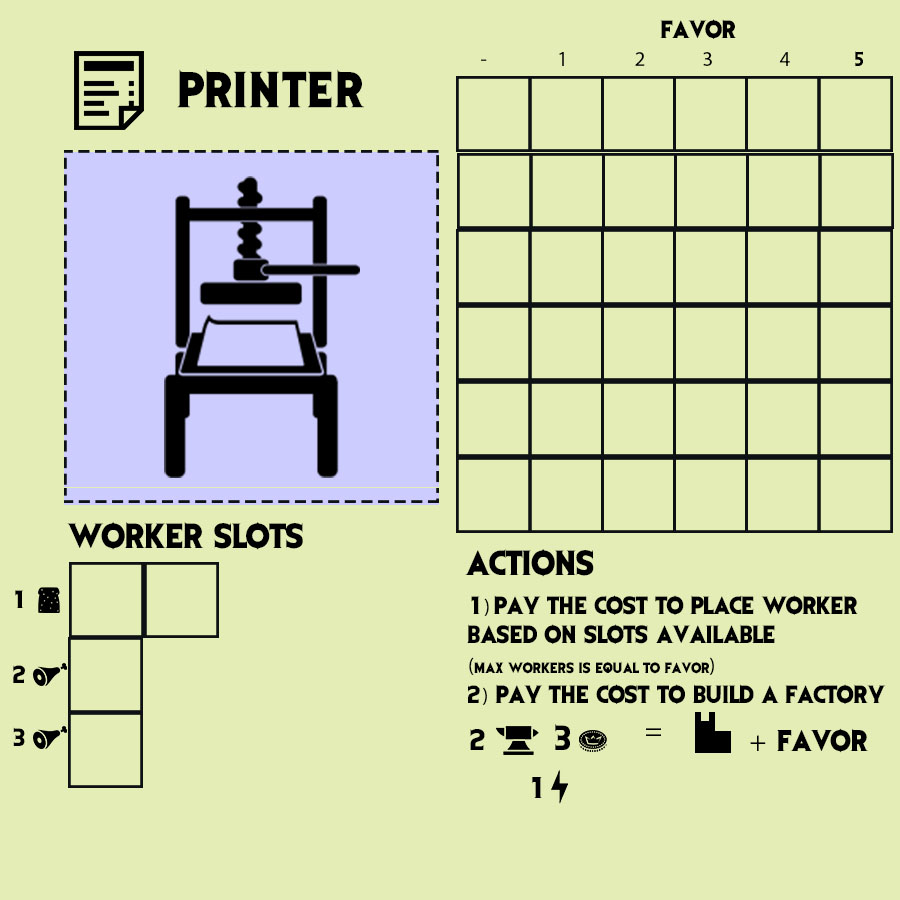 PRINTER
FAVOR
- 1 2 3 4 5
WORKER SLOTS
1
2
3
ACTIONS
1) PAY THE COST TO PLACE WORKER
BASED ON SLOTS AVAILABLE
(MAX WORKERS IS EQUAL TO FAVOR)
2) PAY THE COST TO BUILD A FACTORY
2 3 = + FAVOR
1